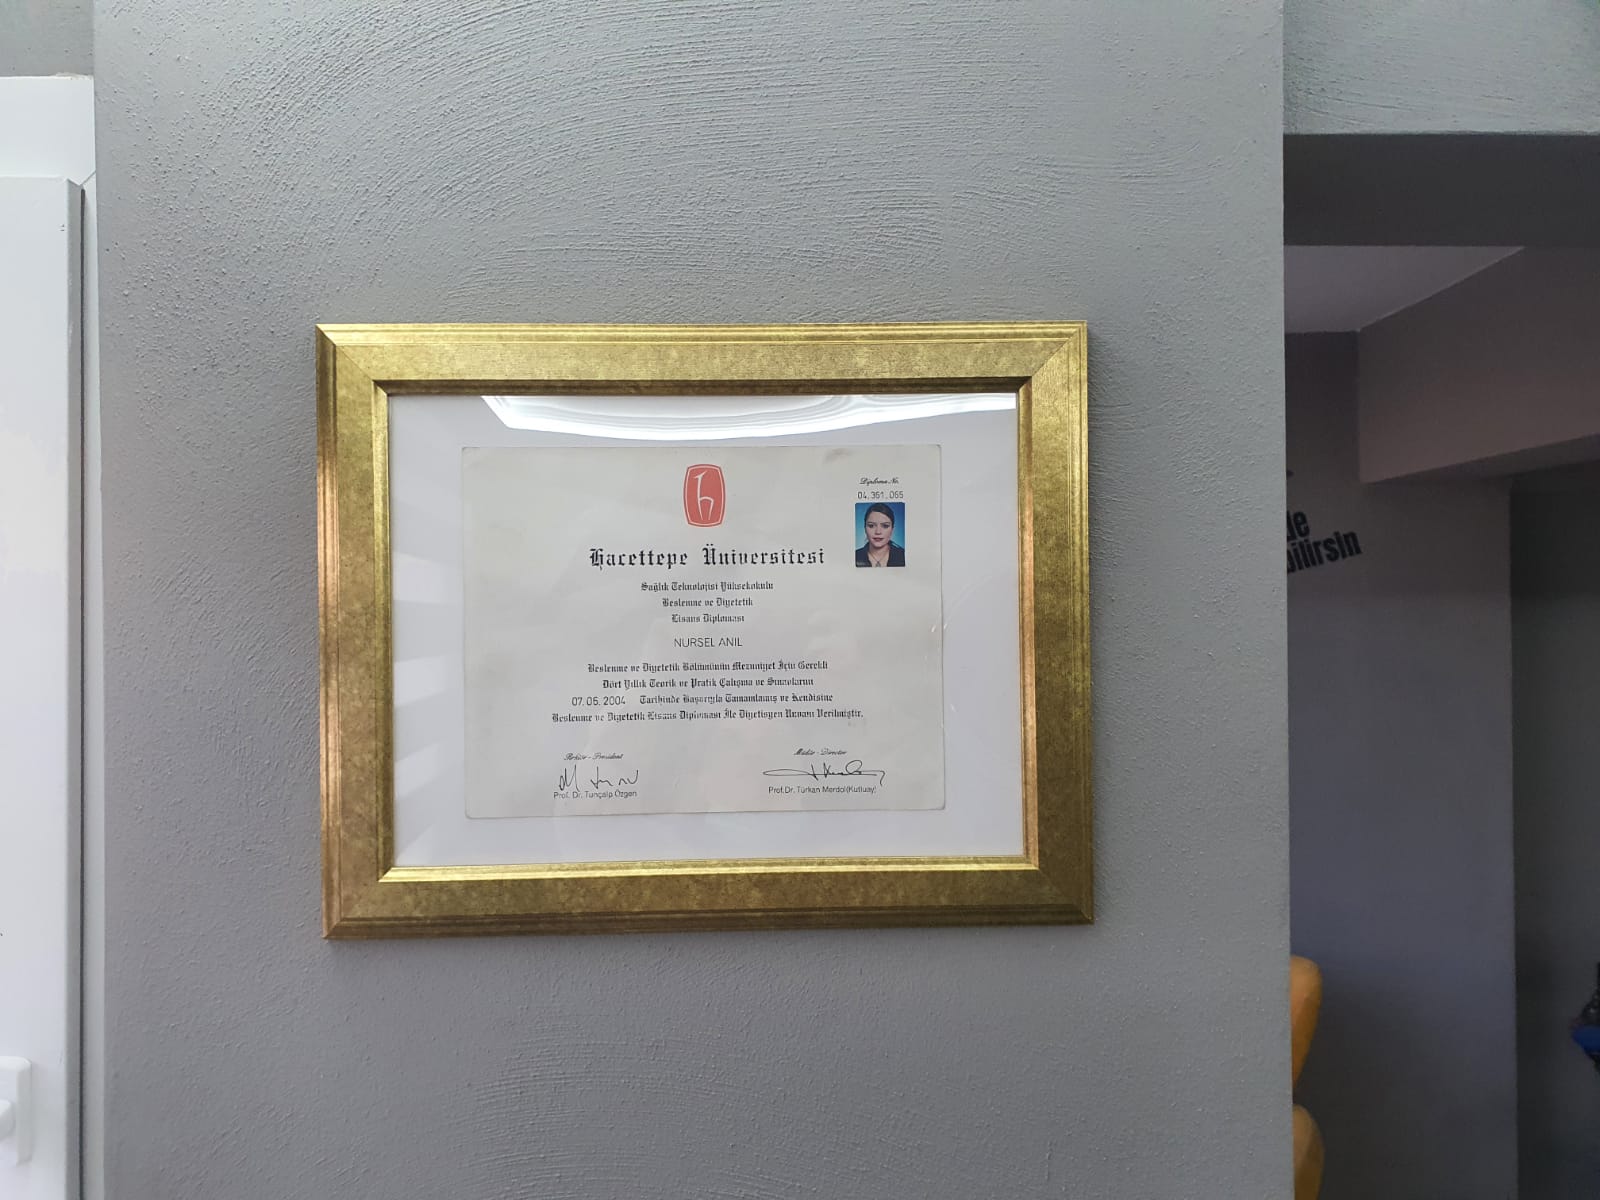 Diploma No.
04.351.055
Hacettepe Üniversitesi
Sağlık Teknolojisi Yüksekokulu
Beslenme ve Diyetetik
Lisans Diploması
NURSEL ANIL
Beslenme ve Diyetetik Bölümünün Mezuniyet İçin Gerekli
Dört Yıllık Teorik ve Pratik Çalışma ve Sınavlarını
07.06.2004 Tarihinde Başarıyla Tamamlamış ve Kendisine
Beslenme ve Diyetetik Lisans Diploması İle Diyetisyen Unvanı Verilmiştir.
Rektör - President
Prof. Dr. Tunçalp Özgen
Müdür - Director
Prof.Dr. Türkan Merdol(Kutluay)
de
bilirsin